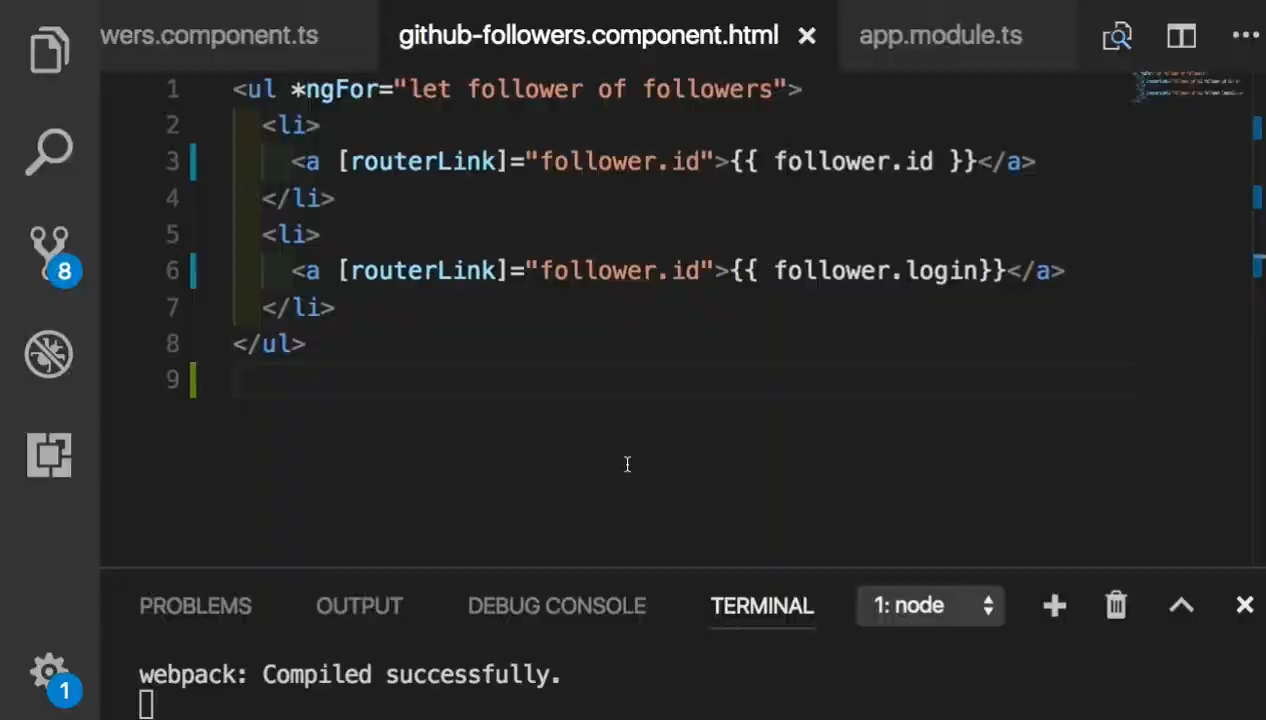 wers.component.ts github-followers.component.html app.module.ts
1 <ul *ngFor="let follower of followers">
2 <li>
3 <a [routerLink]="follower.id">{{ follower.id }}</a>
4 </li>
5 <li>
6 <a [routerLink]="follower.id">{{ follower.login}}</a>
7 </li>
8 </ul>
9
8
PROBLEMS OUTPUT DEBUG CONSOLE TERMINAL 1: node
webpack: Compiled successfully.
1